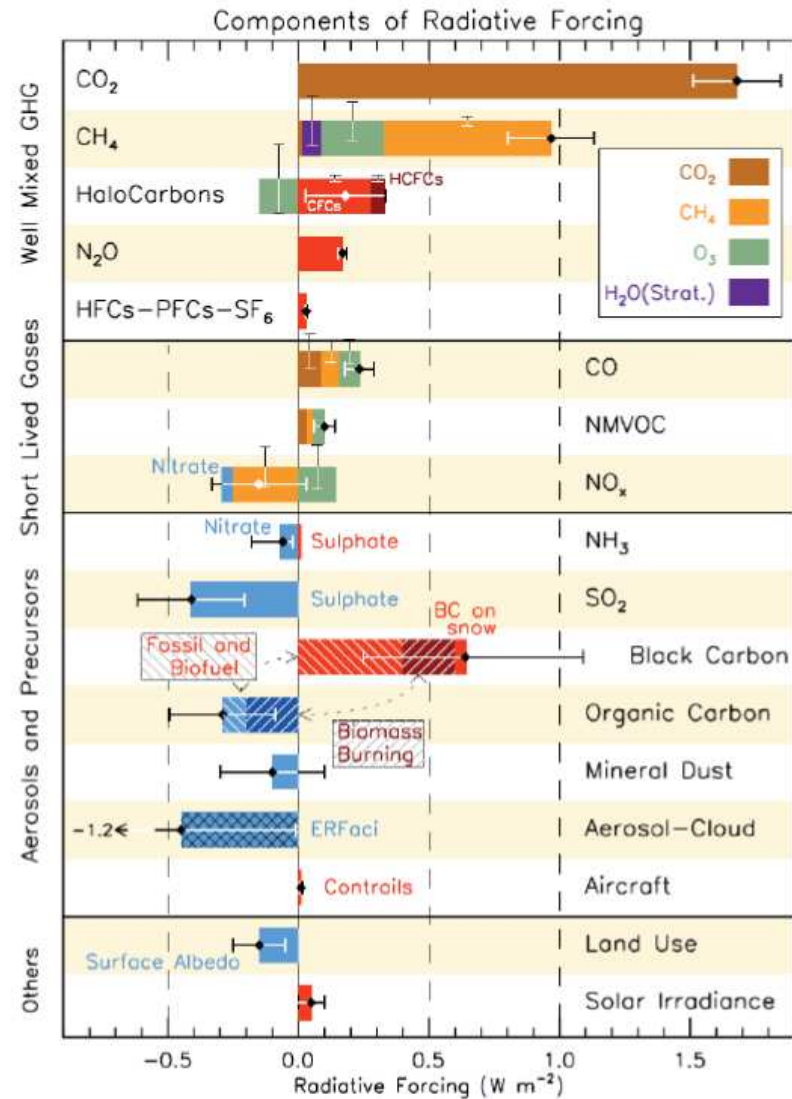 Components of Radiative Forcing
Well Mixed GHG
CO₂
CH₄
HaloCarbons
CFCs
HCFCs
N₂O
HFCs-PFCs-SF₆
CO₂
CH₄
O₃
H₂O(Strat.)
Short Lived Gases
CO
NMVOC
Nitrate
NOₓ
Aerosols and Precursors
Nitrate
Sulphate
NH₃
Sulphate
SO₂
BC on
snow
Fossil and
Biofuel
Black Carbon
Organic Carbon
Biomass
Burning
Mineral Dust
-1.2
ERFaci
Aerosol-Cloud
Contrails
Aircraft
Others
Land Use
Surface Albedo
Solar Irradiance
-0.5 0.0 0.5 1.0 1.5
Radiative Forcing (W m⁻²)